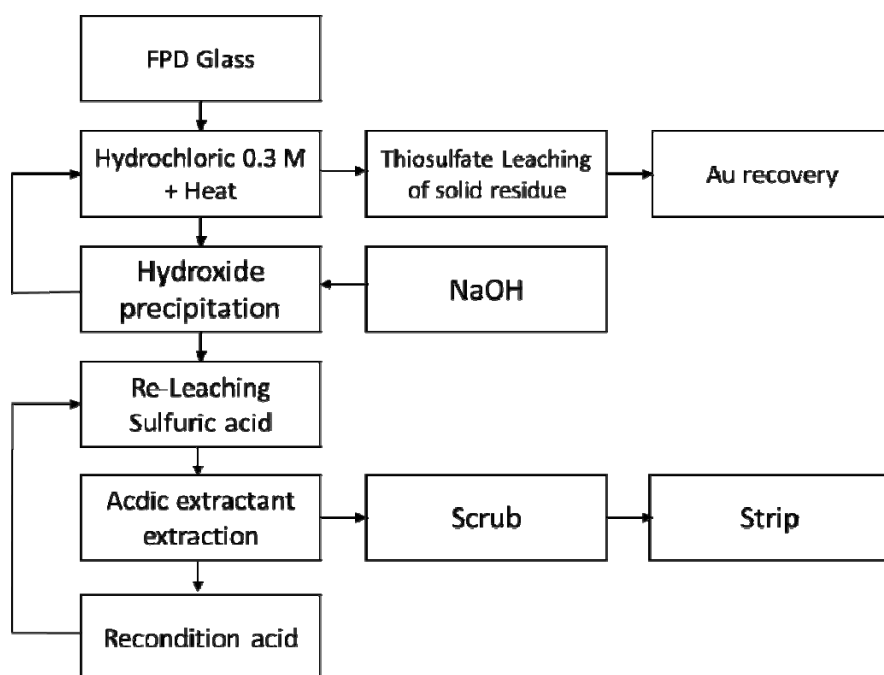 FPD Glass
Hydrochloric 0.3 M
+ Heat
Thiosulfate Leaching
of solid residue
Au recovery
Hydroxide
precipitation
NaOH
Re-Leaching
Sulfuric acid
Acdic extractant
extraction
Scrub
Strip
Recondition acid